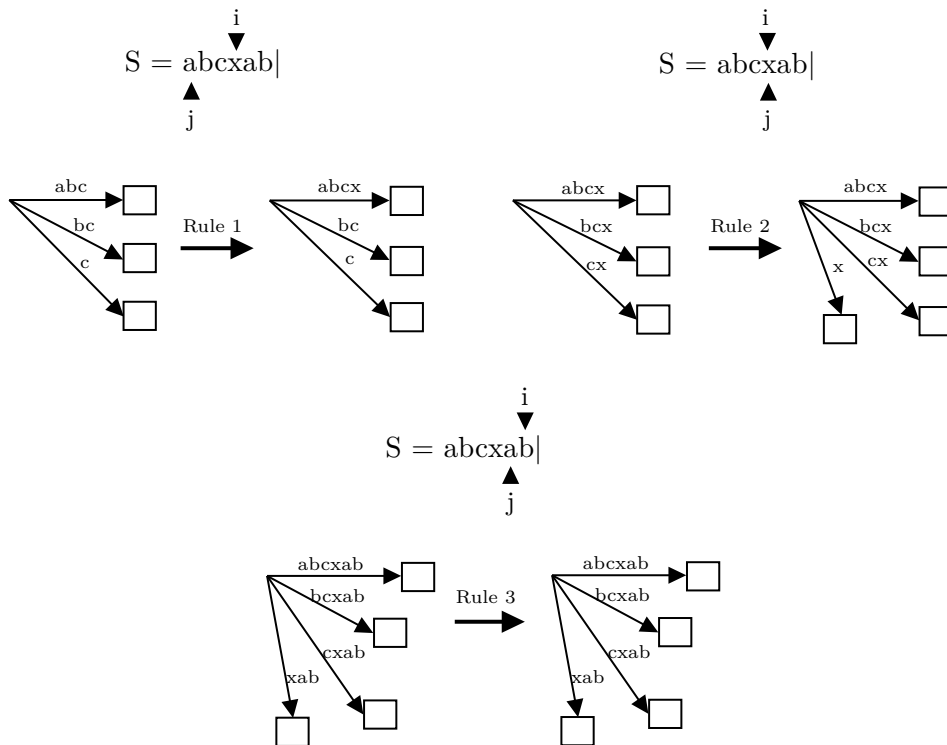 i
S = abcxab|
j
abc
bc
c
Rule 1
abcx
bc
c
i
S = abcxab|
j
abcx
bcx
cx
Rule 2
abcx
bcx
cx
x
i
S = abcxab|
j
abcxab
bcxab
cxab
xab
Rule 3
abcxab
bcxab
cxab
xab